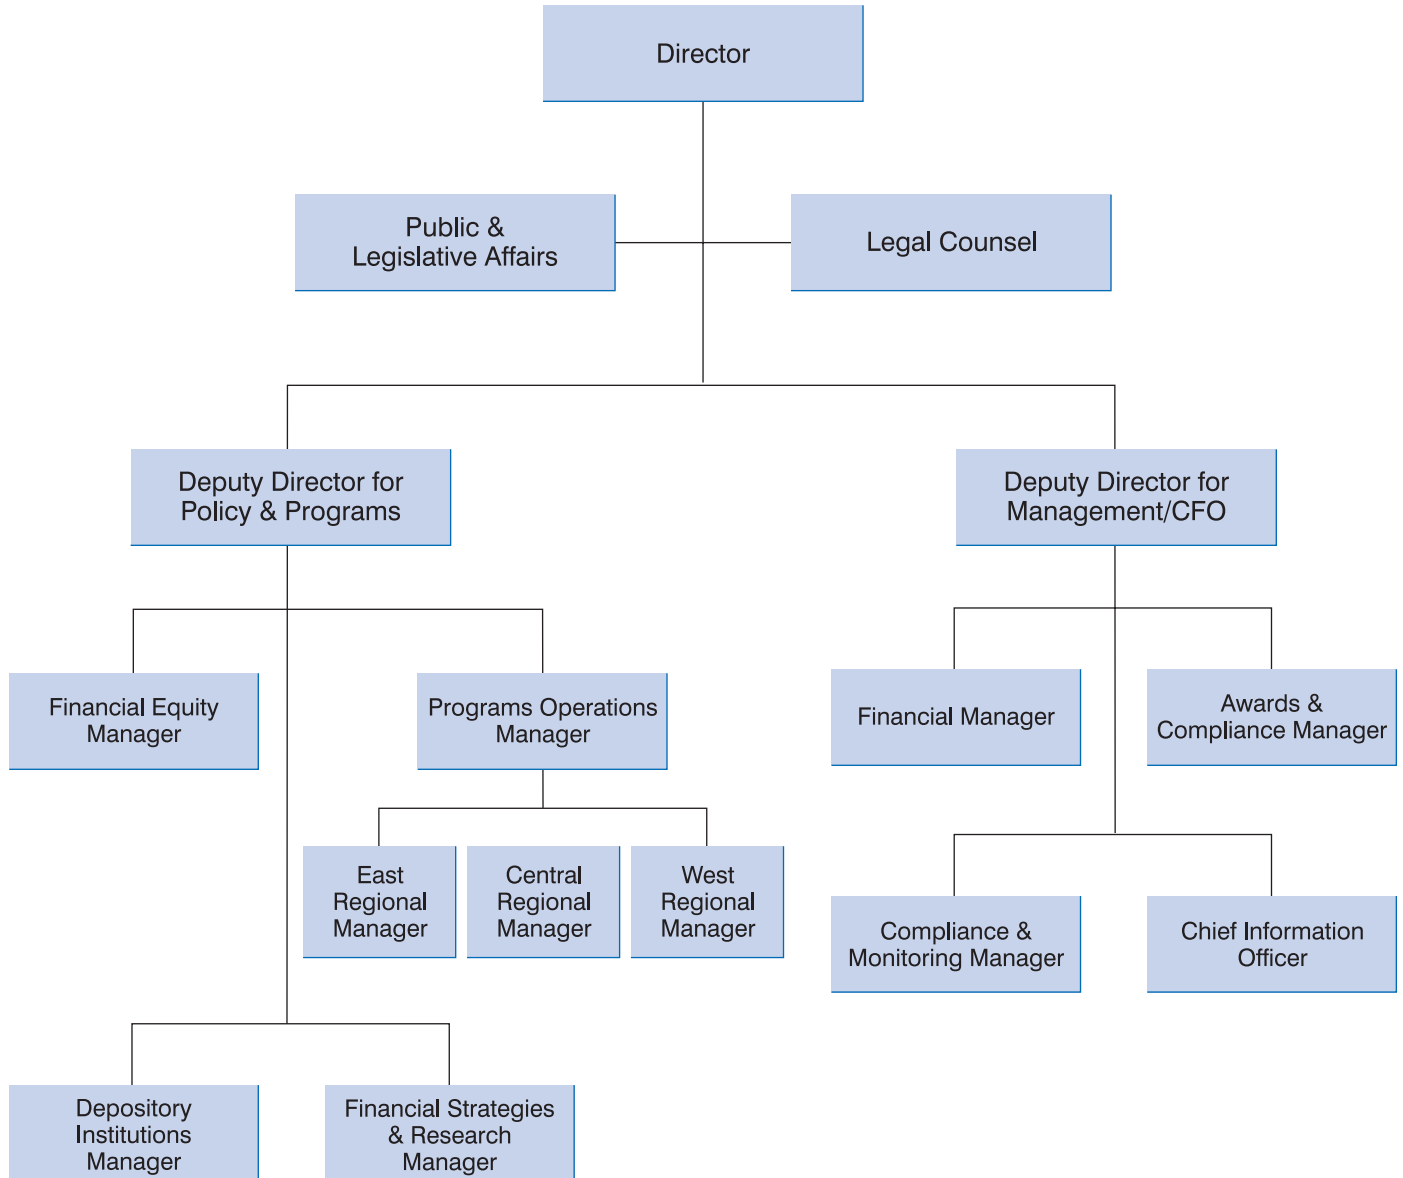 Director
Public &
Legislative Affairs
Legal Counsel
Deputy Director for
Policy & Programs
Deputy Director for
Management/CFO
Financial Equity
Manager
Programs Operations
Manager
Financial Manager
Awards &
Compliance Manager
East
Regional
Manager
Central
Regional
Manager
West
Regional
Manager
Compliance &
Monitoring Manager
Chief Information
Officer
Depository
Institutions
Manager
Financial Strategies
& Research
Manager